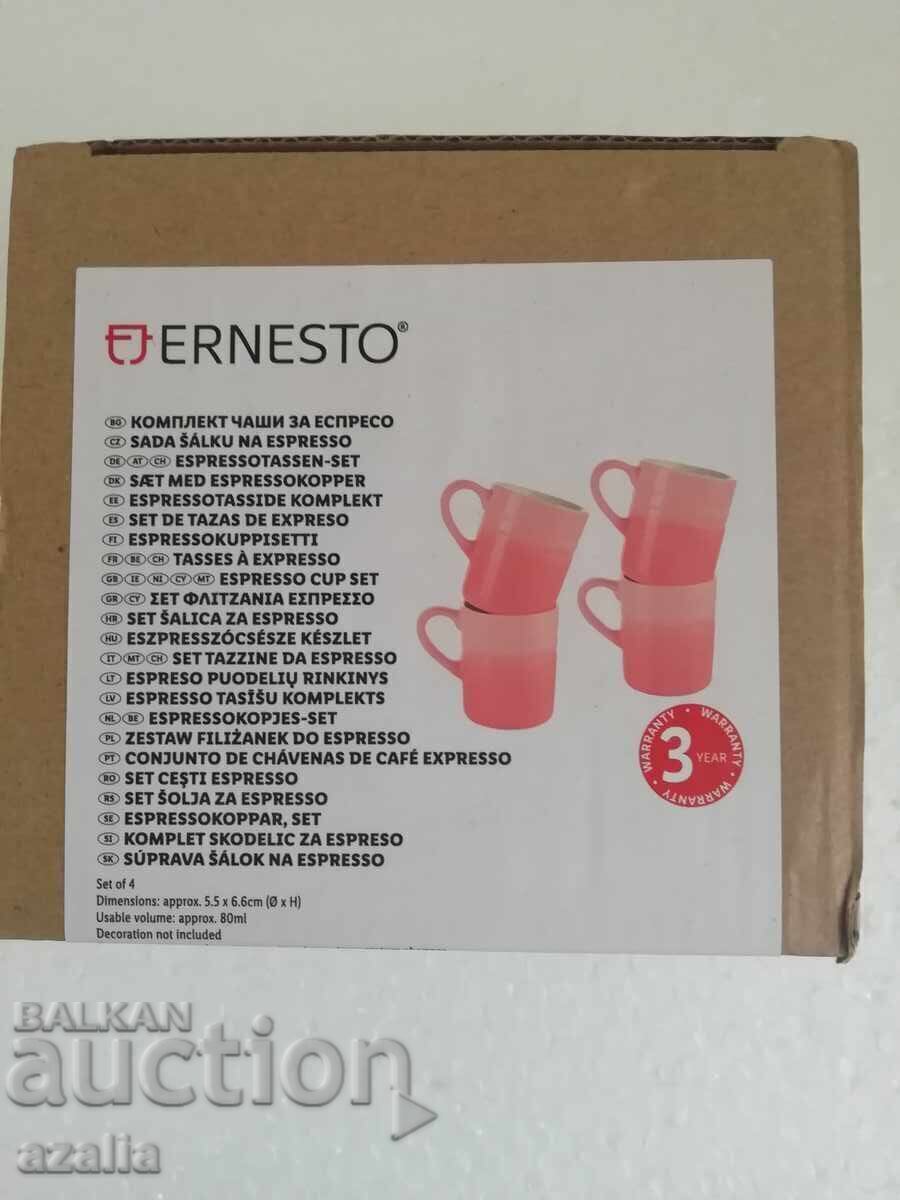 ERNESTO®
BG КОМПЛЕКТ ЧАШИ ЗА ЕСПРЕСО
CZ SADA ŠÁLKU NA ESPRESSO
DE AT CH ESPRESSOTASSEN-SET
DK SÆT MED ESPRESSOKOPPER
EE ESPRESSOTASSIDE KOMPLEKT
ES SET DE TAZAS DE EXPRESO
FI ESPRESSOKUPPISETTI
FR BE CH TASSES À EXPRESSO
GB IE NI CY MT ESPRESSO CUP SET
GR CY ΣΕΤ ΦΛΙΤΖΑΝΙΑ ΕΣΠΡΕΣΣΟ
HR SET ŠALICA ZA ESPRESSO
HU ESZPRESSZÓCSÉSZE KÉSZLET
IT MT CH SET TAZZINE DA ESPRESSO
LT ESPRESO PUODELIŲ RINKINYS
LV ESPRESSO TASĪŠU KOMPLEKTS
NL BE ESPRESSOKOPJES-SET
PL ZESTAW FILIŻANEK DO ESPRESSO
PT CONJUNTO DE CHÁVENAS DE CAFÉ EXPRESSO
RO SET CEȘTI ESPRESSO
RS SET ŠOLJA ZA ESPRESSO
SE ESPRESSOKOPPAR, SET
SI KOMPLET SKODELIC ZA ESPRESO
SK SÚPRAVA ŠÁLOK NA ESPRESSO
WARRANTY • WARRANTY • WARRANTY • WARRANTY •
3 YEAR
Set of 4
Dimensions: approx. 5.5 x 6.6cm (Ø x H)
Usable volume: approx. 80ml
Decoration not included
BALKAN
auction
azalia